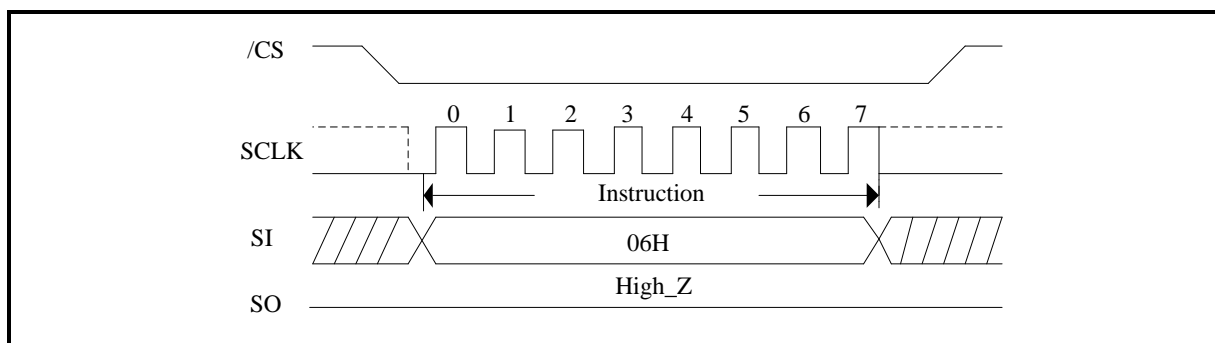 /CS
0 1 2 3 4 5 6 7
SCLK
Instruction
SI
06H
High_Z
SO